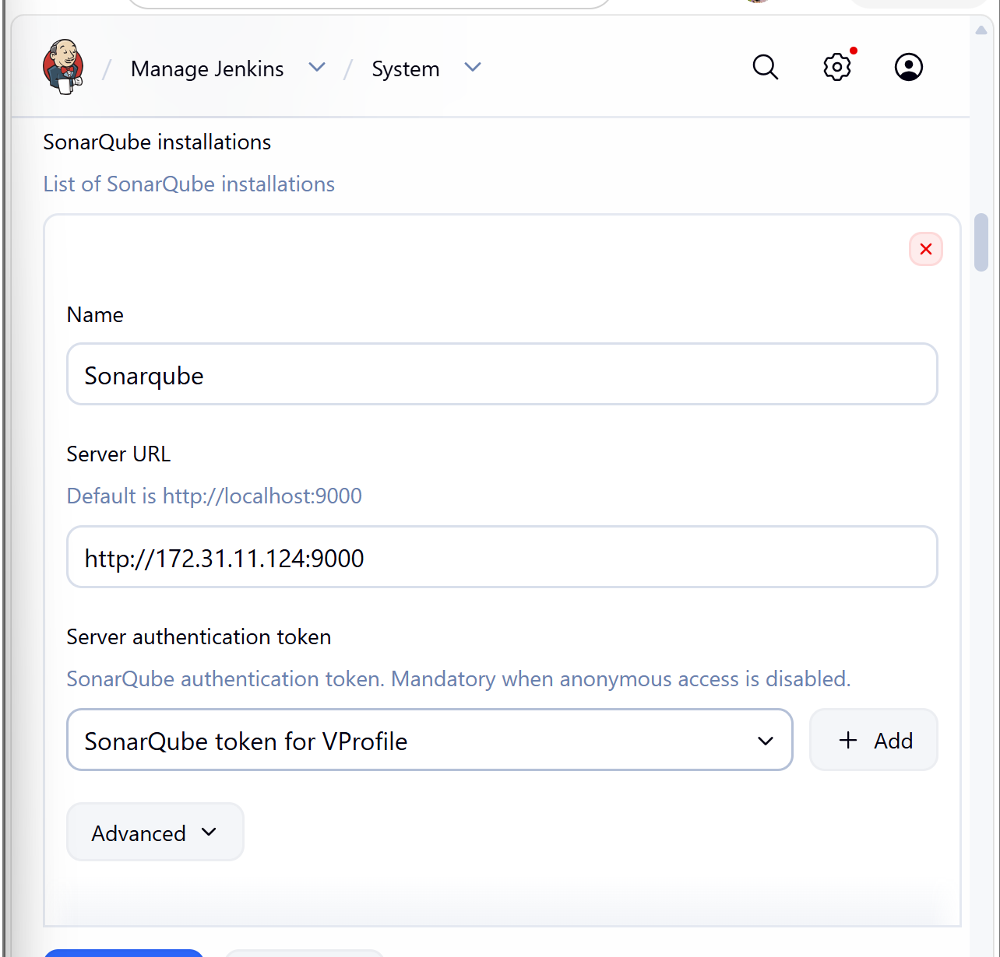 Manage Jenkins
System
SonarQube installations
List of SonarQube installations
Name
Sonarqube
Server URL
Default is http://localhost:9000
http://172.31.11.124:9000
Server authentication token
SonarQube authentication token. Mandatory when anonymous access is disabled.
SonarQube token for VProfile
+ Add
Advanced